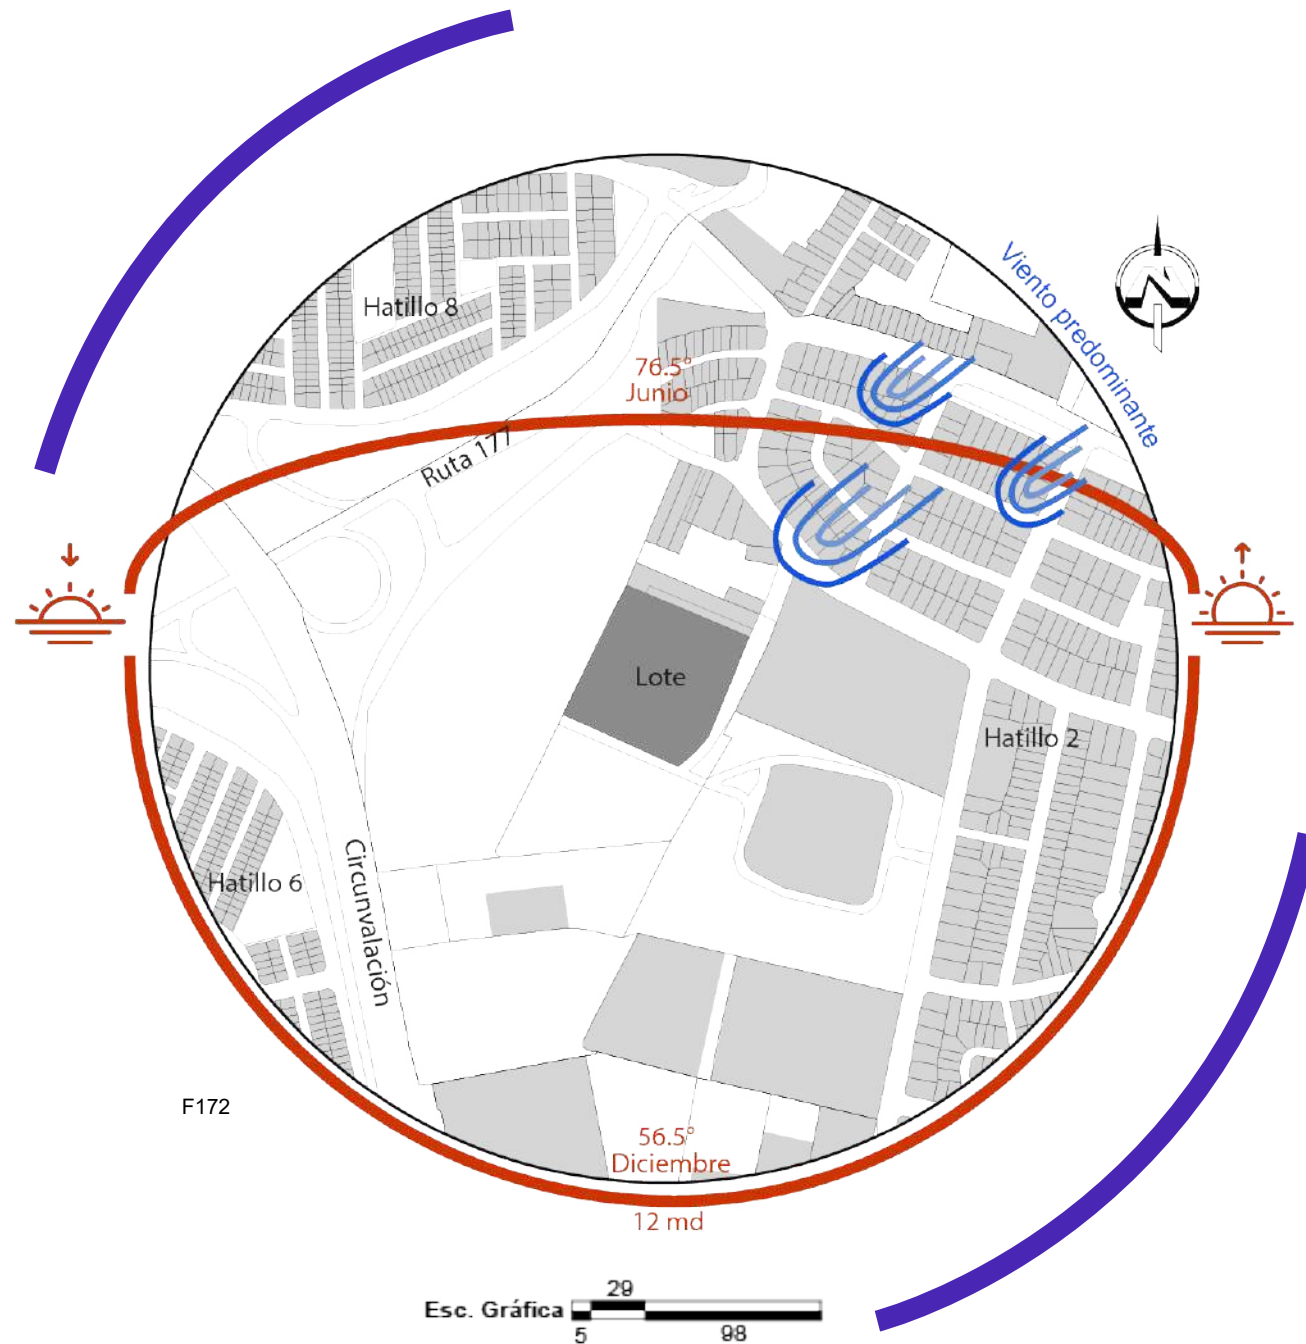 Viento predominante
N
Hatillo 8
76.5°
Junio
Ruta 177
Lote
Hatillo 2
Circunvalación
Hatillo 6
F172
56.5°
Diciembre
12 md
29
Esc. Gráfica
5
98